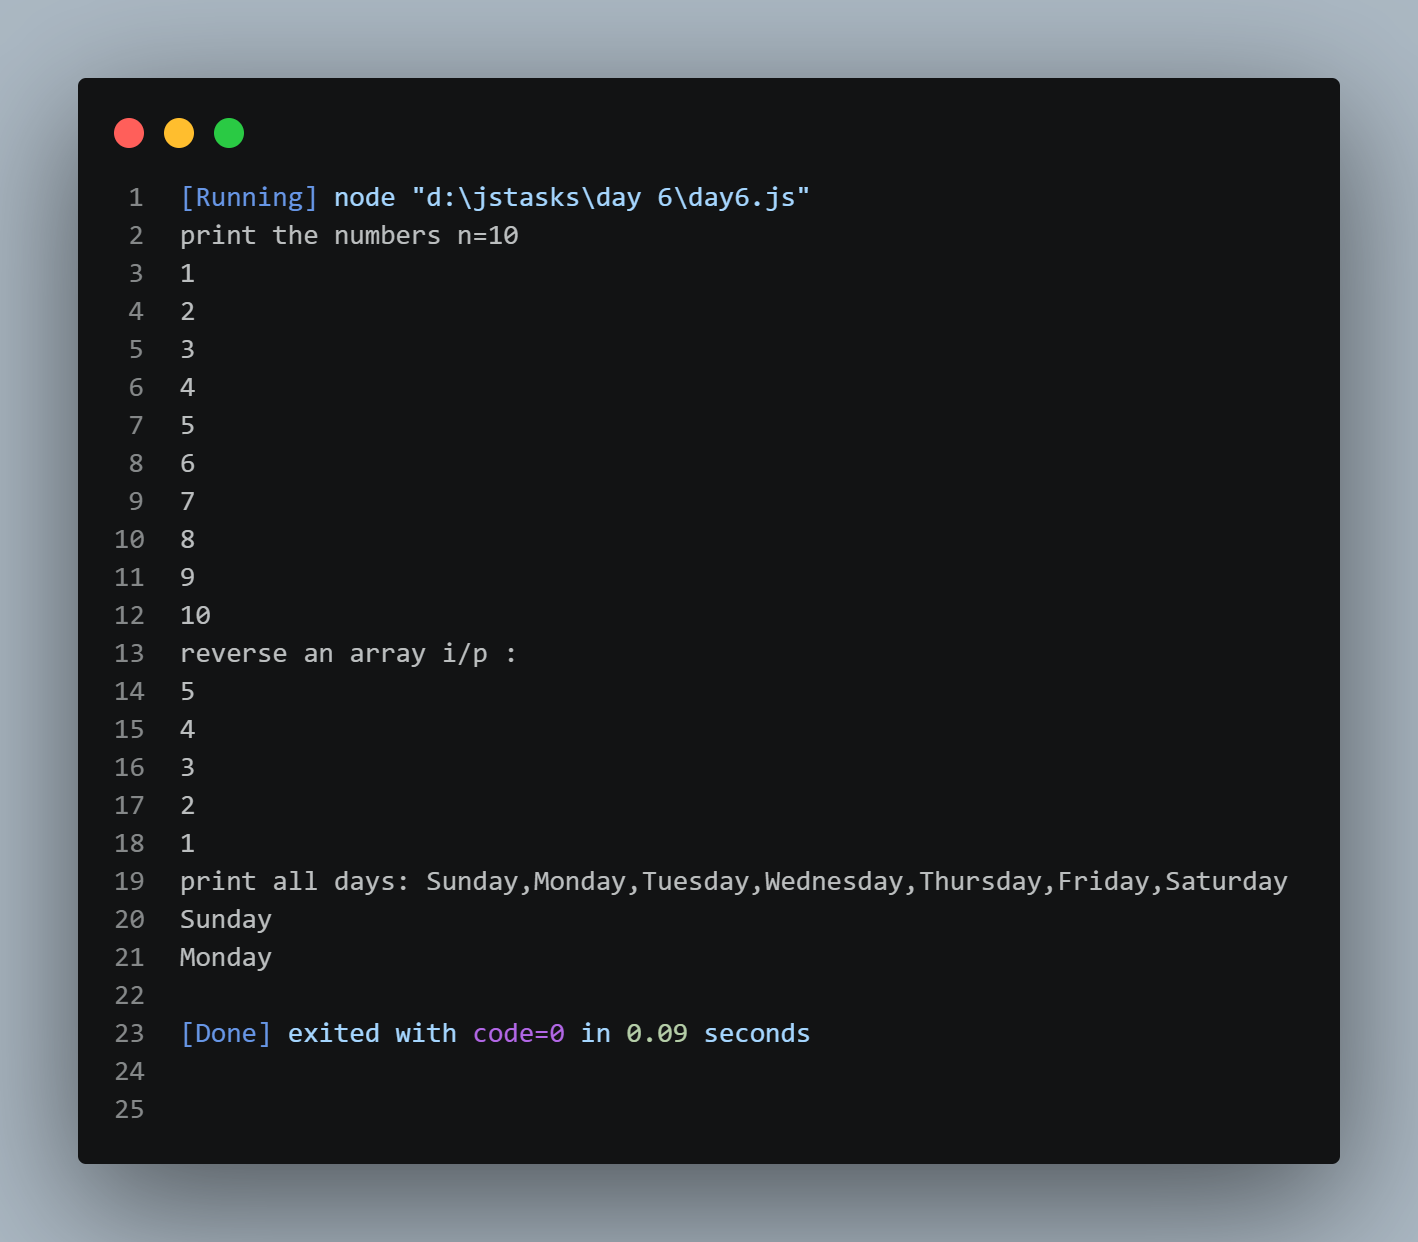 1 [Running] node "d:\jstasks\day 6\day6.js"
2 print the numbers n=10
3 1
4 2
5 3
6 4
7 5
8 6
9 7
10 8
11 9
12 10
13 reverse an array i/p :
14 5
15 4
16 3
17 2
18 1
19 print all days: Sunday,Monday,Tuesday,Wednesday,Thursday,Friday,Saturday
20 Sunday
21 Monday
22
23 [Done] exited with code=0 in 0.09 seconds
24
25